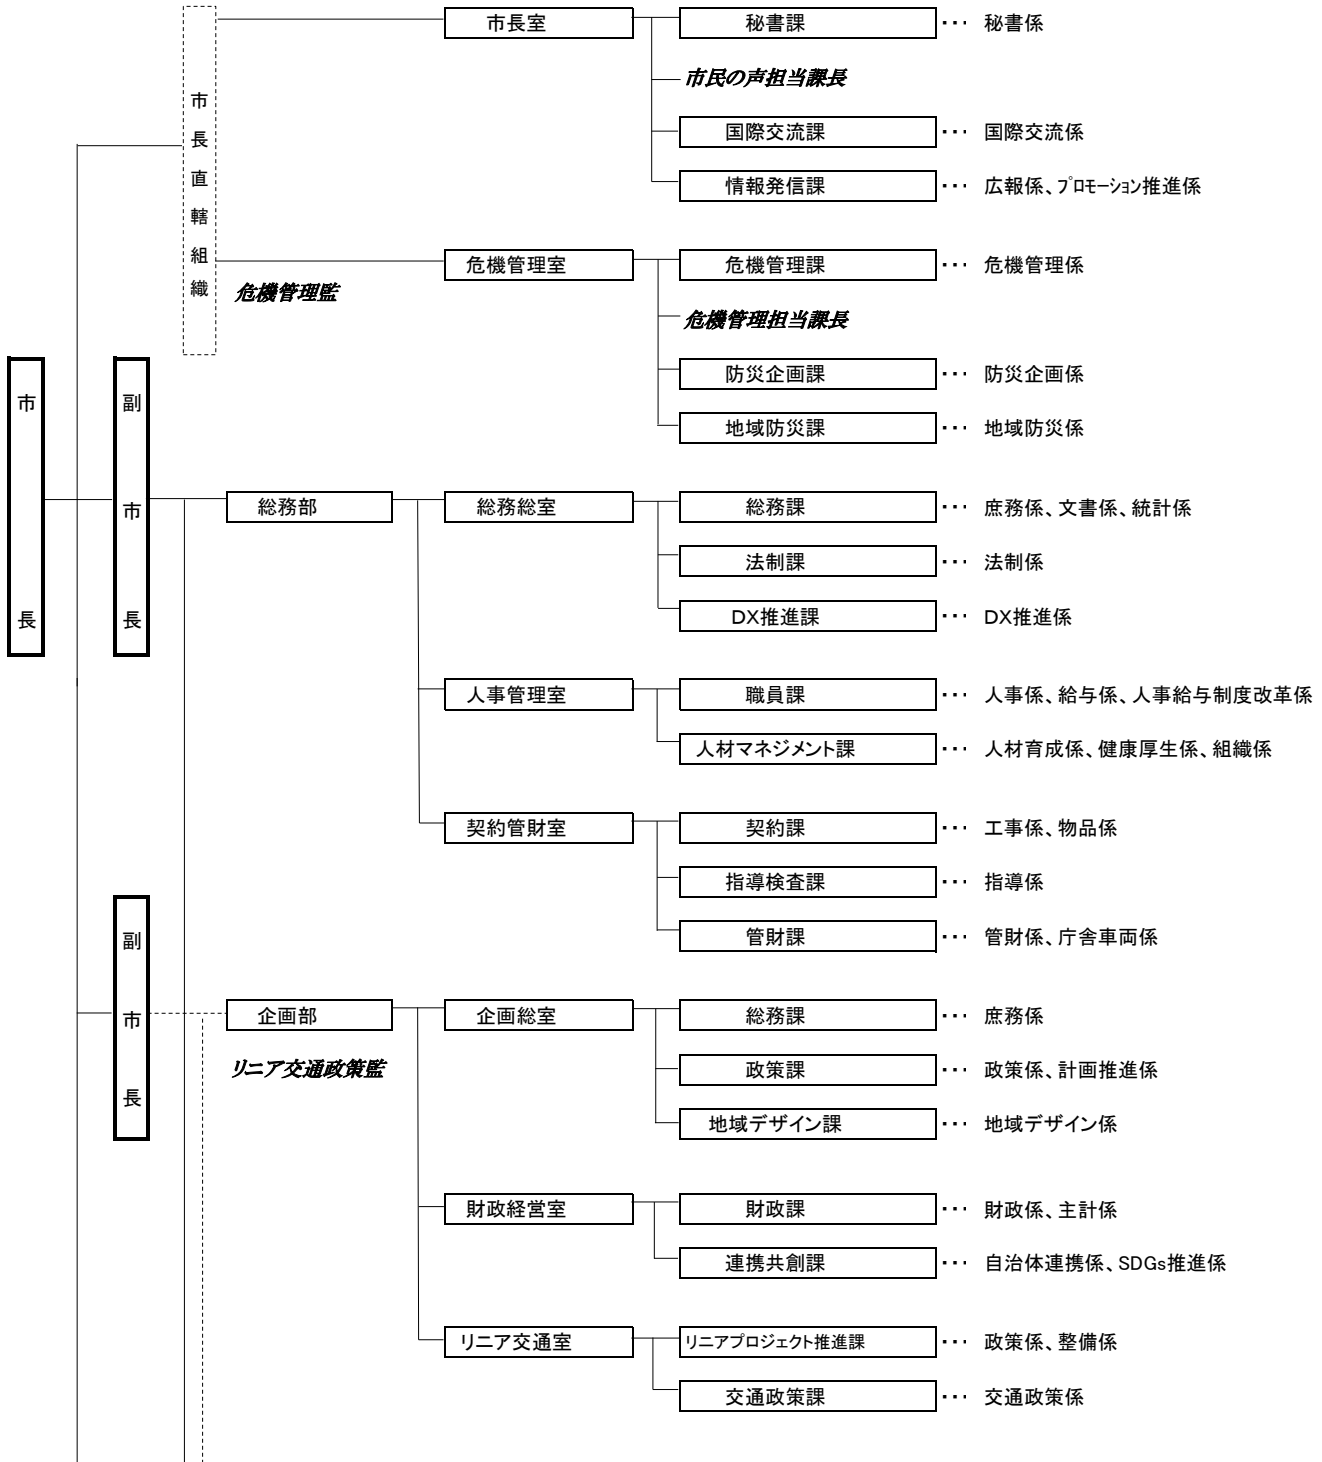 市長室 秘書課 ･･･ 秘書係
市民の声担当課長
国際交流課 ･･･ 国際交流係
情報発信課 ･･･ 広報係、プロモーション推進係
市長直轄組織
危機管理室 危機管理課 ･･･ 危機管理係
危機管理監
危機管理担当課長
防災企画課 ･･･ 防災企画係
地域防災課 ･･･ 地域防災係
市長
副市長
総務部 総務総室 総務課 ･･･ 庶務係、文書係、統計係
法制課 ･･･ 法制係
DX推進課 ･･･ DX推進係
人事管理室 職員課 ･･･ 人事係、給与係、人事給与制度改革係
人材マネジメント課 ･･･ 人材育成係、健康厚生係、組織係
契約管財室 契約課 ･･･ 工事係、物品係
指導検査課 ･･･ 指導係
管財課 ･･･ 管財係、庁舎車両係
副市長
企画部 企画総室 総務課 ･･･ 庶務係
リニア交通政策監
政策課 ･･･ 政策係、計画推進係
地域デザイン課 ･･･ 地域デザイン係
財政経営室 財政課 ･･･ 財政係、主計係
連携共創課 ･･･ 自治体連携係、SDGs推進係
リニア交通室 リニアプロジェクト推進課 ･･･ 政策係、整備係
交通政策課 ･･･ 交通政策係